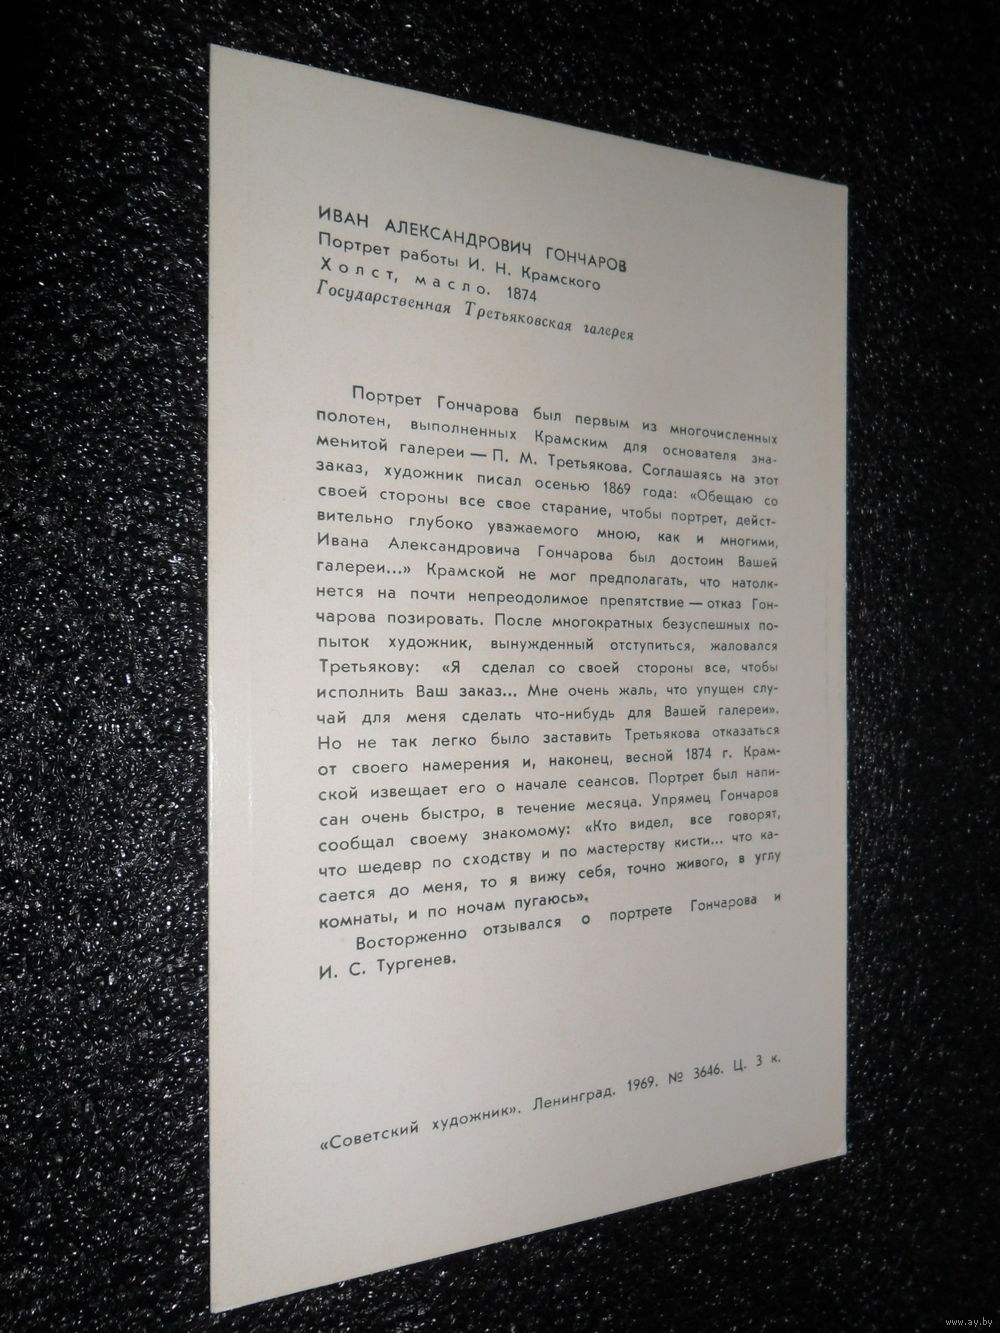 ИВАН АЛЕКСАНДРОВИЧ ГОНЧАРОВ
Портрет работы И. Н. Крамского
Холст, масло. 1874
Государственная Третьяковская галерея
Портрет Гончарова был первым из многочисленных
полотен, выполненных Крамским для основателя зна-
менитой галереи — П. М. Третьякова. Соглашаясь на этот
заказ, художник писал осенью 1869 года: «Обещаю со
своей стороны все свое старание, чтобы портрет, дейст-
вительно глубоко уважаемого мною, как и многими,
Ивана Александровича Гончарова был достоин Вашей
галереи...» Крамской не мог предполагать, что натолк-
нется на почти непреодолимое препятствие — отказ Гон-
чарова позировать. После многократных безуспешных по-
пыток художник, вынужденный отступиться, жаловался
Третьякову: «Я сделал со своей стороны все, чтобы
исполнить Ваш заказ... Мне очень жаль, что упущен слу-
чай для меня сделать что-нибудь для Вашей галереи».
Но не так легко было заставить Третьякова отказаться
от своего намерения и, наконец, весной 1874 г. Крам-
ской извещает его о начале сеансов. Портрет был напи-
сан очень быстро, в течение месяца. Упрямец Гончаров
сообщал своему знакомому: «Кто видел, все говорят,
что шедевр по сходству и по мастерству кисти... что ка-
сается до меня, то я вижу себя, точно живого, в углу
комнаты, и по ночам пугаюсь».
Восторженно отзывался о портрете Гончарова и
И. С. Тургенев.
«Советский художник». Ленинград. 1969. № 3646. Ц. 3 к.
www.ay.by